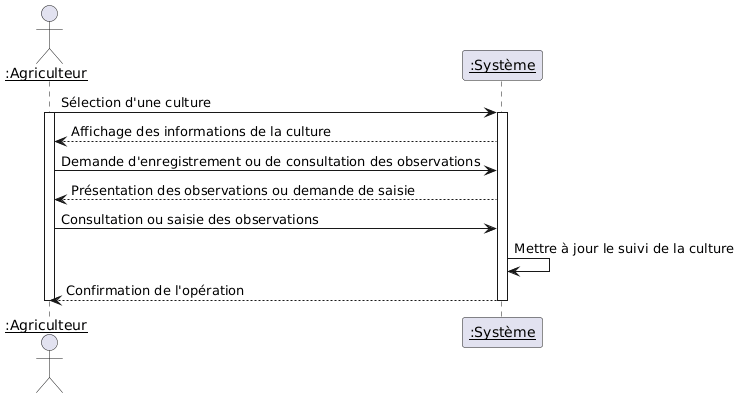 :Agriculteur
:Système
Sélection d'une culture
Affichage des informations de la culture
Demande d'enregistrement ou de consultation des observations
Présentation des observations ou demande de saisie
Consultation ou saisie des observations
Mettre à jour le suivi de la culture
Confirmation de l'opération
:Agriculteur
:Système